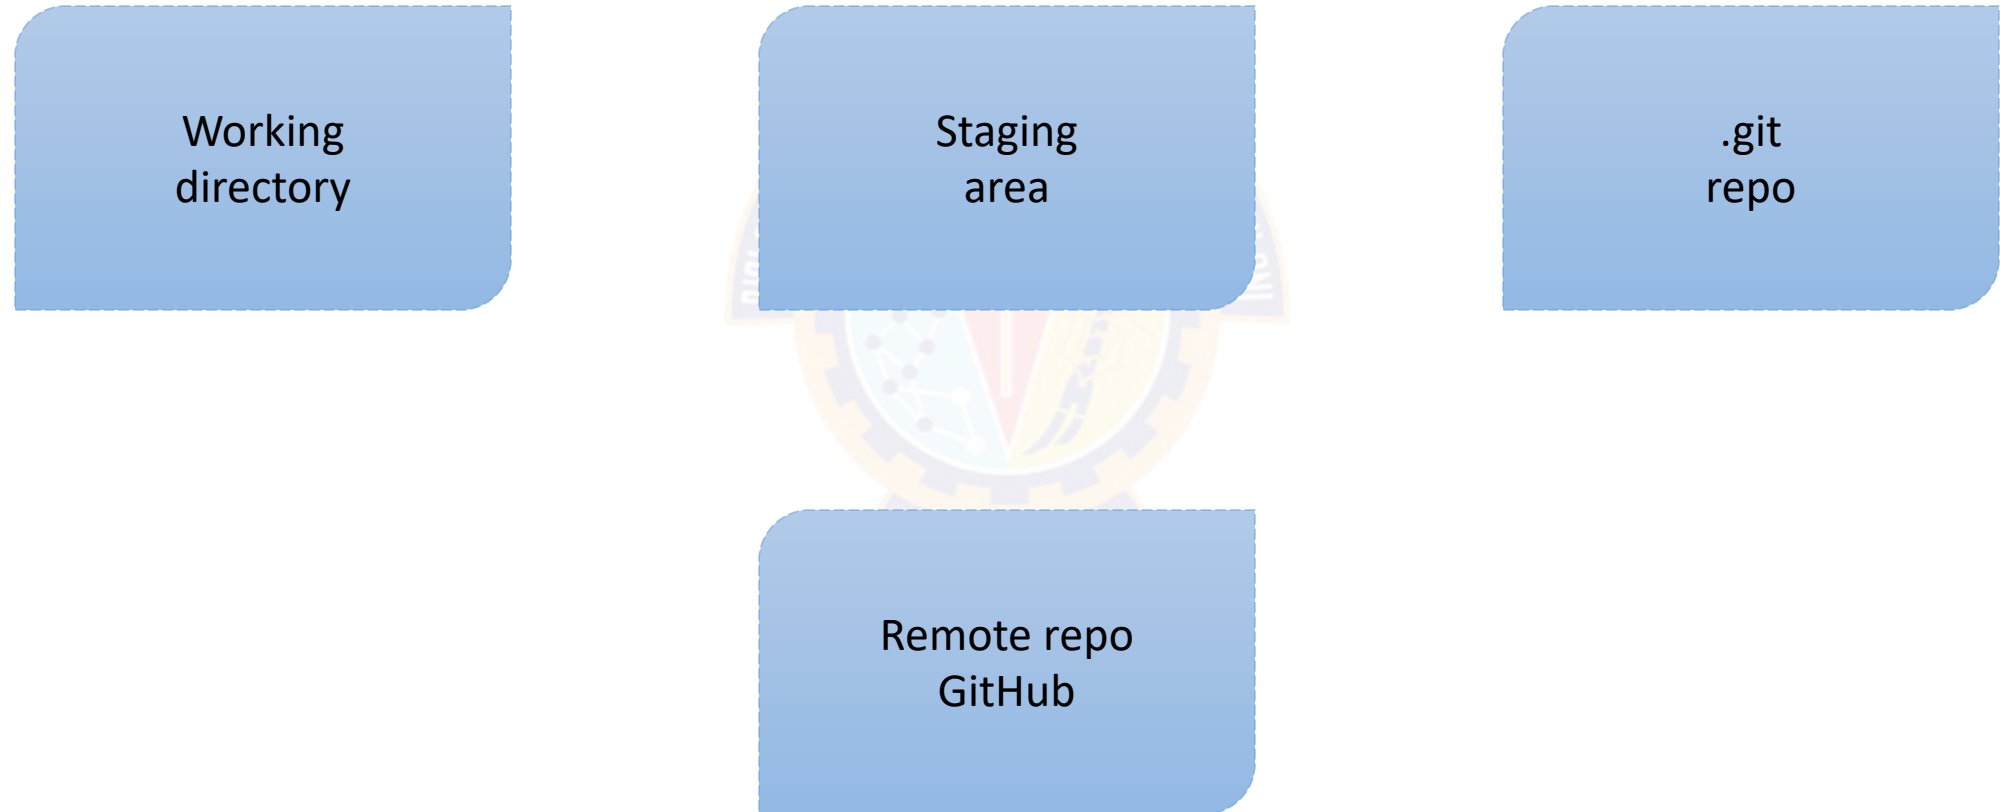 Working
directory
Staging
area
.git
repo
Remote repo
GitHub